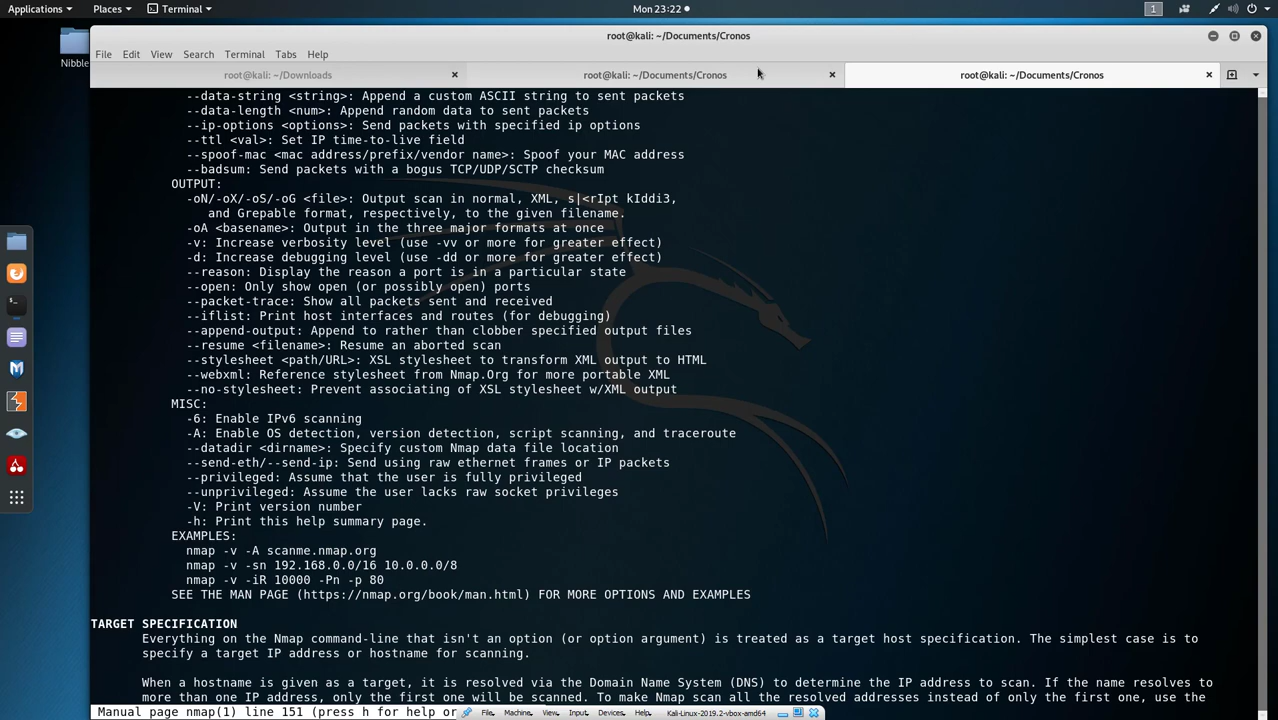 Applications
Places
Terminal
Mon 23:22
1
Nibble
root@kali: ~/Documents/Cronos
File Edit View Search Terminal Tabs Help
root@kali: ~/Downloads
root@kali: ~/Documents/Cronos
root@kali: ~/Documents/Cronos
--data-string <string>: Append a custom ASCII string to sent packets
--data-length <num>: Append random data to sent packets
--ip-options <options>: Send packets with specified ip options
--ttl <val>: Set IP time-to-live field
--spoof-mac <mac address/prefix/vendor name>: Spoof your MAC address
--badsum: Send packets with a bogus TCP/UDP/SCTP checksum
OUTPUT:
-oN/-oX/-oS/-oG <file>: Output scan in normal, XML, s|<rIpt kIddi3,
and Grepable format, respectively, to the given filename.
-oA <basename>: Output in the three major formats at once
-v: Increase verbosity level (use -vv or more for greater effect)
-d: Increase debugging level (use -dd or more for greater effect)
--reason: Display the reason a port is in a particular state
--open: Only show open (or possibly open) ports
--packet-trace: Show all packets sent and received
--iflist: Print host interfaces and routes (for debugging)
--append-output: Append to rather than clobber specified output files
--resume <filename>: Resume an aborted scan
--stylesheet <path/URL>: XSL stylesheet to transform XML output to HTML
--webxml: Reference stylesheet from Nmap.Org for more portable XML
--no-stylesheet: Prevent associating of XSL stylesheet w/XML output
MISC:
-6: Enable IPv6 scanning
-A: Enable OS detection, version detection, script scanning, and traceroute
--datadir <dirname>: Specify custom Nmap data file location
--send-eth/--send-ip: Send using raw ethernet frames or IP packets
--privileged: Assume that the user is fully privileged
--unprivileged: Assume the user lacks raw socket privileges
-V: Print version number
-h: Print this help summary page.
EXAMPLES:
nmap -v -A scanme.nmap.org
nmap -v -sn 192.168.0.0/16 10.0.0.0/8
nmap -v -iR 10000 -Pn -p 80
SEE THE MAN PAGE (https://nmap.org/book/man.html) FOR MORE OPTIONS AND EXAMPLES
TARGET SPECIFICATION
Everything on the Nmap command-line that isn't an option (or option argument) is treated as a target host specification. The simplest case is to
specify a target IP address or hostname for scanning.
When a hostname is given as a target, it is resolved via the Domain Name System (DNS) to determine the IP address to scan. If the name resolves to
more than one IP address, only the first one will be scanned. To make Nmap scan all the resolved addresses instead of only the first one, use the
Manual page nmap(1) line 151 (press h for help or
File Machine View Input Devices Help Kali-Linux-2019.2-vbox-amd64